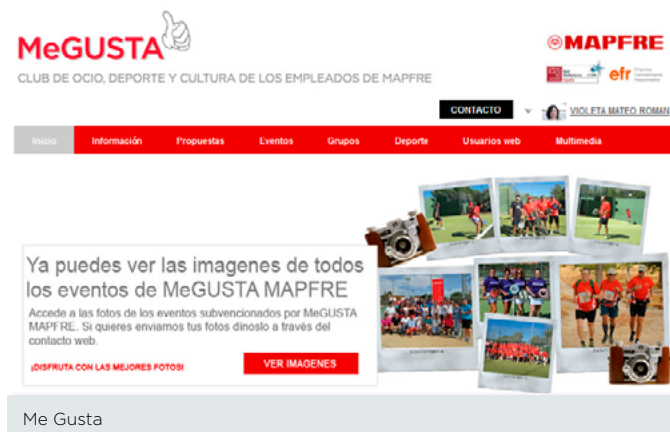 MeGUSTA
MAPFRE
CLUB DE OCIO, DEPORTE Y CULTURA DE LOS EMPLEADOS DE MAPFRE
efr
CONTACTO
VIOLETA MATEO ROMAN
Inicio Información Propuestas Eventos Grupos Deporte Usuarios web Multimedia
Ya puedes ver las imagenes de todos
los eventos de MeGUSTA MAPFRE
Accede a las fotos de los eventos subvencionados por MeGUSTA
MAPFRE. Si quieres enviarnos tus fotos dinoslo a través del
contacto web.
¡DISFRUTA CON LAS MEJORES FOTOS!
VER IMAGENES
Me Gusta